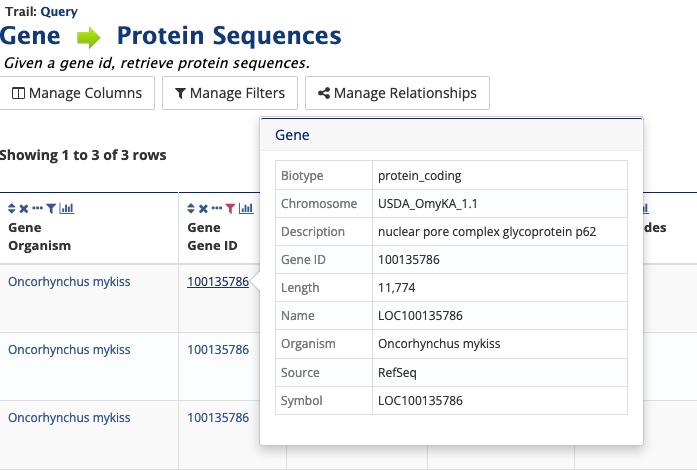 Trail: Query
Gene Protein Sequences
Given a gene id, retrieve protein sequences.
Manage Columns Manage Filters Manage Relationships
Showing 1 to 3 of 3 rows
Gene
Organism
Gene
Gene ID
des
Oncorhynchus mykiss 100135786
Oncorhynchus mykiss 100135786
Oncorhynchus mykiss 100135786
Gene
Biotype protein_coding
Chromosome USDA_OmyKA_1.1
Description nuclear pore complex glycoprotein p62
Gene ID 100135786
Length 11,774
Name LOC100135786
Organism Oncorhynchus mykiss
Source RefSeq
Symbol LOC100135786